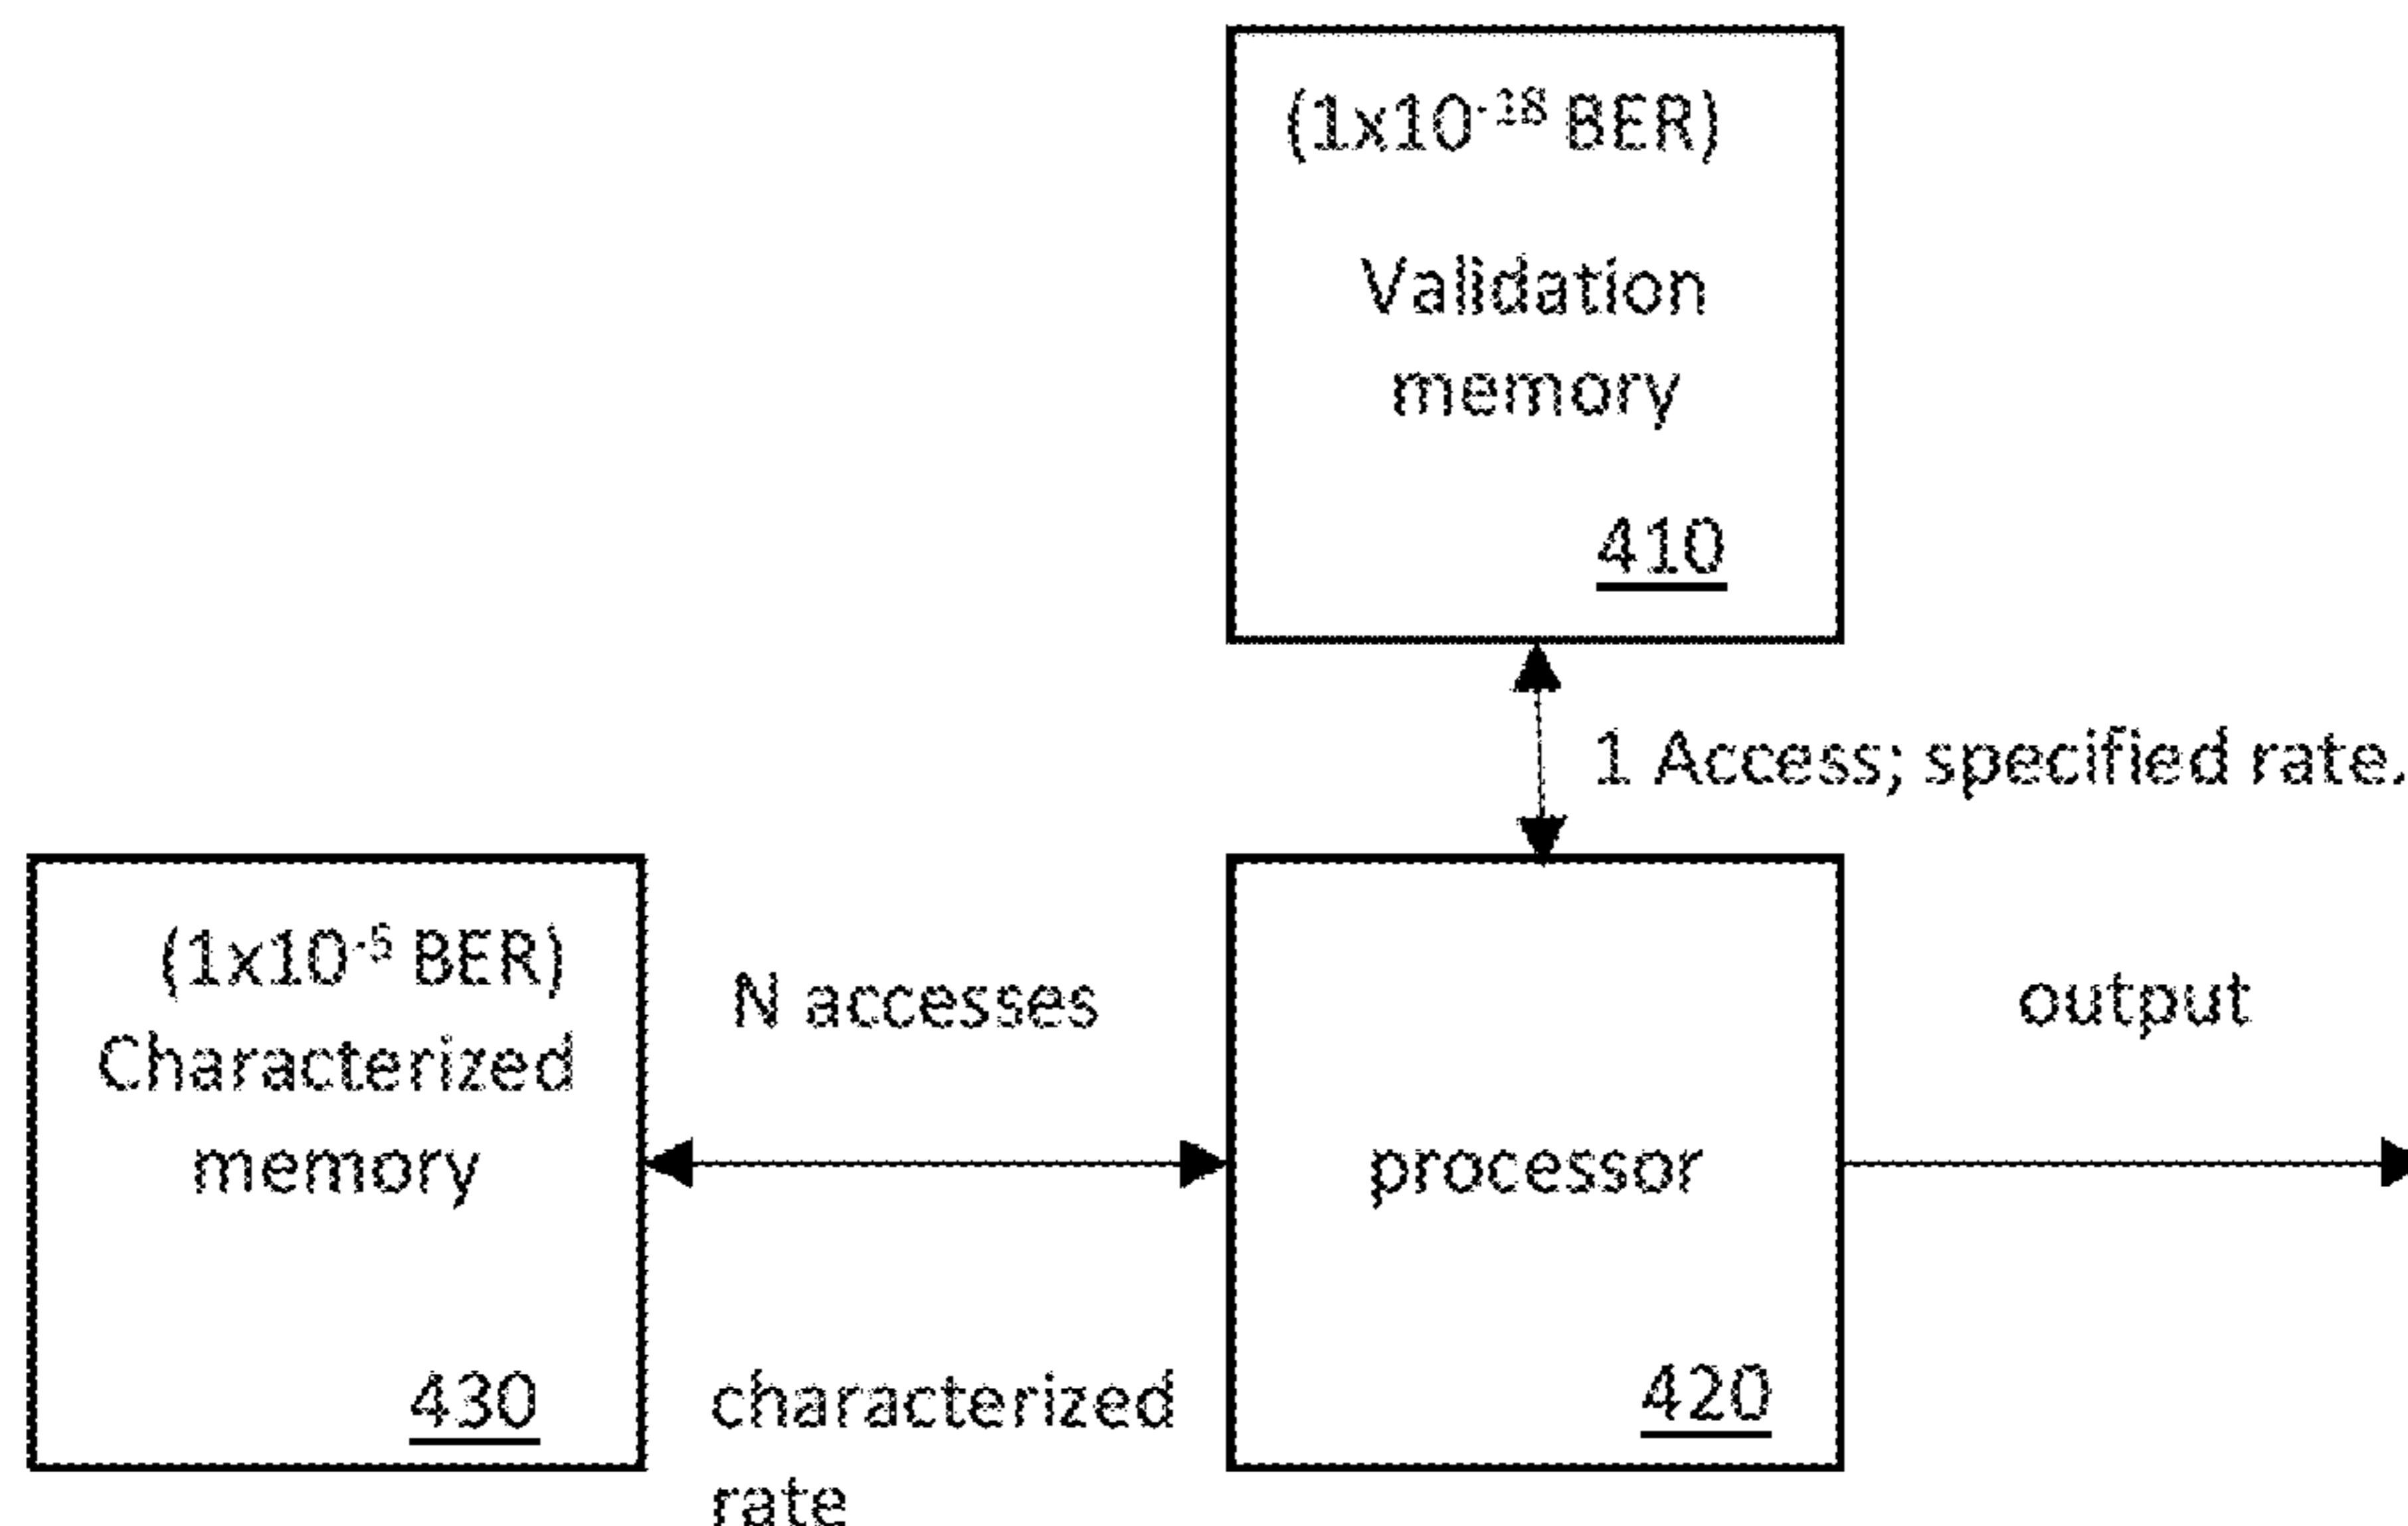 (1x10⁻¹⁸ BER)
Validation
memory
410
1 Access; specified rate.
(1x10⁻⁵ BER)
Characterized
memory
430
N accesses
characterized
rate
processor
420
output